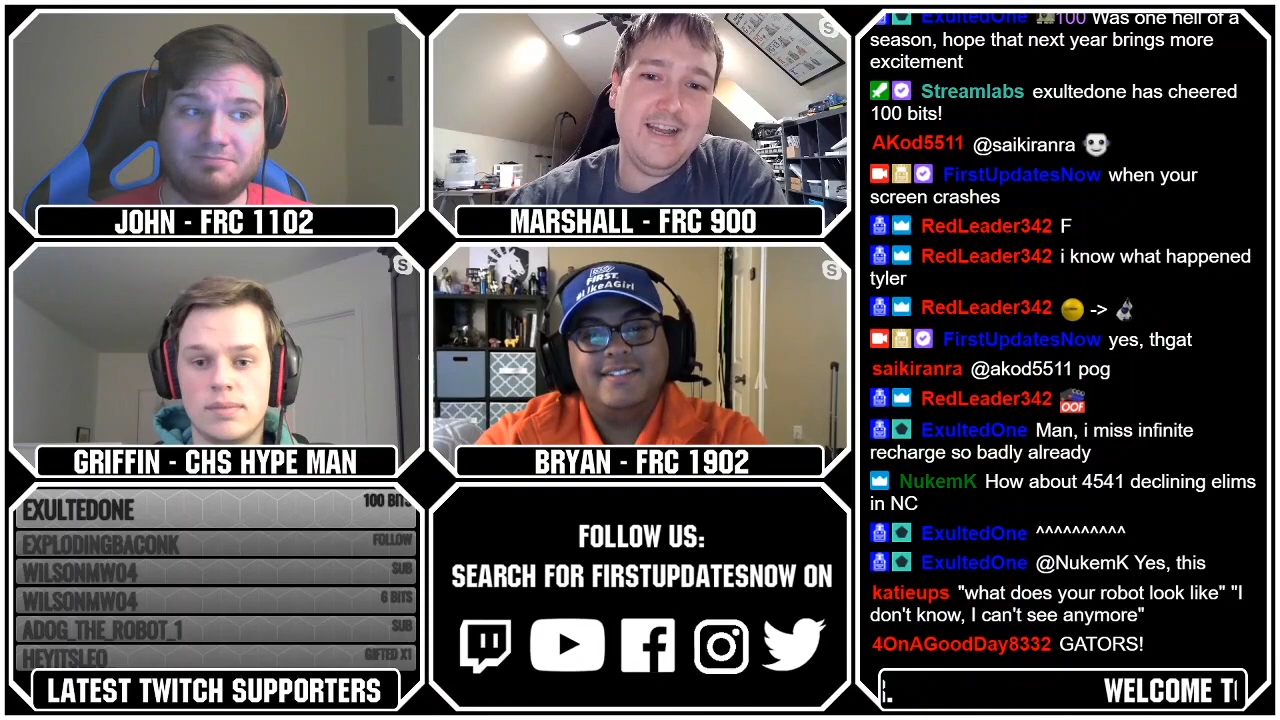 JOHN - FRC 1102
MARSHALL - FRC 900
GRIFFIN - CHS HYPE MAN
FIRST
#LIkeAGirl
BRYAN - FRC 1902
EXULTEDONE 100 BITS
EXPLODINGBACONK FOLLOW
WILSONMW04 SUB
WILSONMW04 6 BITS
ADOG_THE_ROBOT_1 SUB
HEYITSLEO GIFTED X1
LATEST TWITCH SUPPORTERS
FOLLOW US:
SEARCH FOR FIRSTUPDATESNOW ON
ExultedOne 100 Was one hell of a
season, hope that next year brings more
excitement
Streamlabs exultedone has cheered
100 bits!
AKod5511 @saikiranra
FirstUpdatesNow when your
screen crashes
RedLeader342 F
RedLeader342 i know what happened
tyler
RedLeader342 ->
FirstUpdatesNow yes, thgat
saikiranra @akod5511 pog
RedLeader342 OOF
ExultedOne Man, i miss infinite
recharge so badly already
NukemK How about 4541 declining elims
in NC
ExultedOne ^^^^^^^^^^
ExultedOne @NukemK Yes, this
katieups "what does your robot look like" "I
don't know, I can't see anymore"
4OnAGoodDay8332 GATORS!
WELCOME T